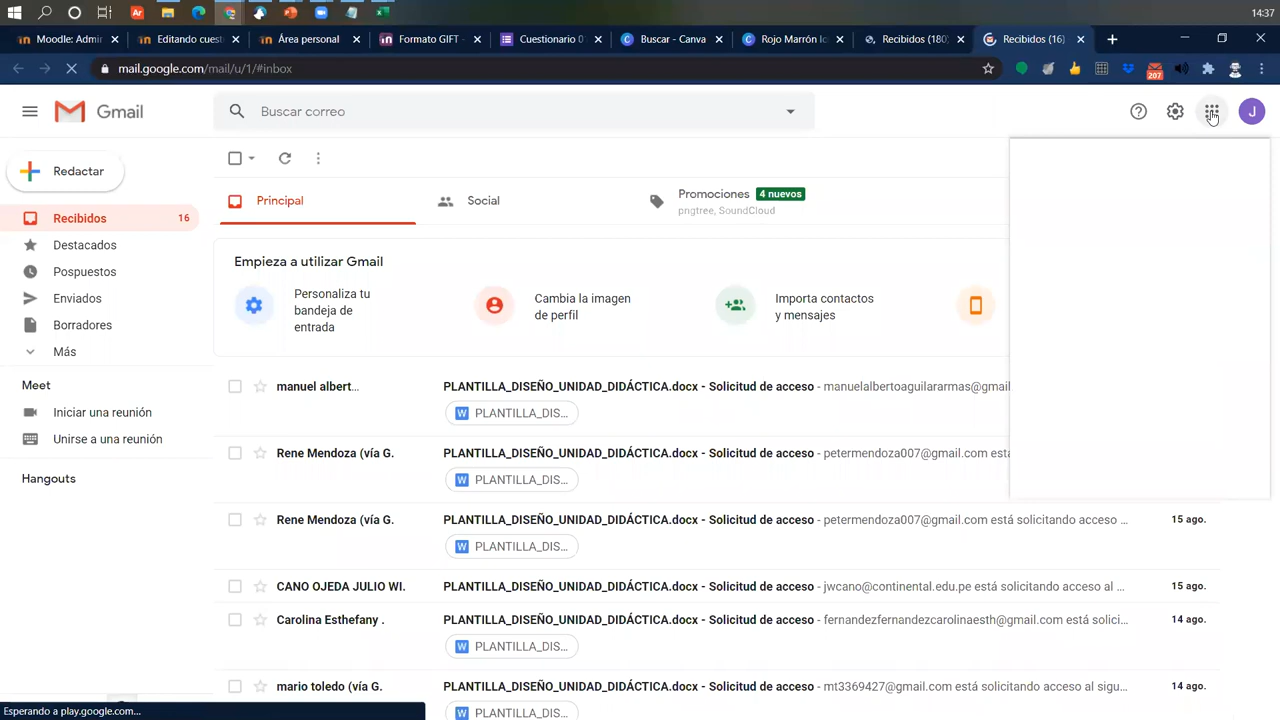 14:37
Moodle: Admir
Editando cuest
Área personal
Formato GIFT -
Cuestionario 0
Buscar - Canva
Rojo Marrón Ic
Recibidos (180)
Recibidos (16)
mail.google.com/mail/u/1/#inbox
207
Gmail
Buscar correo
J
Redactar
Recibidos 16
Destacados
Pospuestos
Enviados
Borradores
Más
Meet
Iniciar una reunión
Unirse a una reunión
Hangouts
Principal
Social
Promociones 4 nuevos
pngtree, SoundCloud
Empieza a utilizar Gmail
Personaliza tu
bandeja de
entrada
Cambia la imagen
de perfil
Importa contactos
y mensajes
manuel albert... PLANTILLA_DISEÑO_UNIDAD_DIDÁCTICA.docx - Solicitud de acceso - manuelalbertoaguilararmas@gmail
PLANTILLA_DIS...
Rene Mendoza (vía G. PLANTILLA_DISEÑO_UNIDAD_DIDÁCTICA.docx - Solicitud de acceso - petermendoza007@gmail.com está
PLANTILLA_DIS...
Rene Mendoza (vía G. PLANTILLA_DISEÑO_UNIDAD_DIDÁCTICA.docx - Solicitud de acceso - petermendoza007@gmail.com está solicitando acceso ... 15 ago.
PLANTILLA_DIS...
CANO OJEDA JULIO WI. PLANTILLA_DISEÑO_UNIDAD_DIDÁCTICA.docx - Solicitud de acceso - jwcano@continental.edu.pe está solicitando acceso al ... 15 ago.
Carolina Esthefany . PLANTILLA_DISEÑO_UNIDAD_DIDÁCTICA.docx - Solicitud de acceso - fernandezfernandezcarolinaesth@gmail.com está solici... 14 ago.
PLANTILLA_DIS...
mario toledo (vía G. PLANTILLA_DISEÑO_UNIDAD_DIDÁCTICA.docx - Solicitud de acceso - mt3369427@gmail.com está solicitando acceso al sigu... 14 ago.
PLANTILLA_DIS...
Esperando a play.google.com...